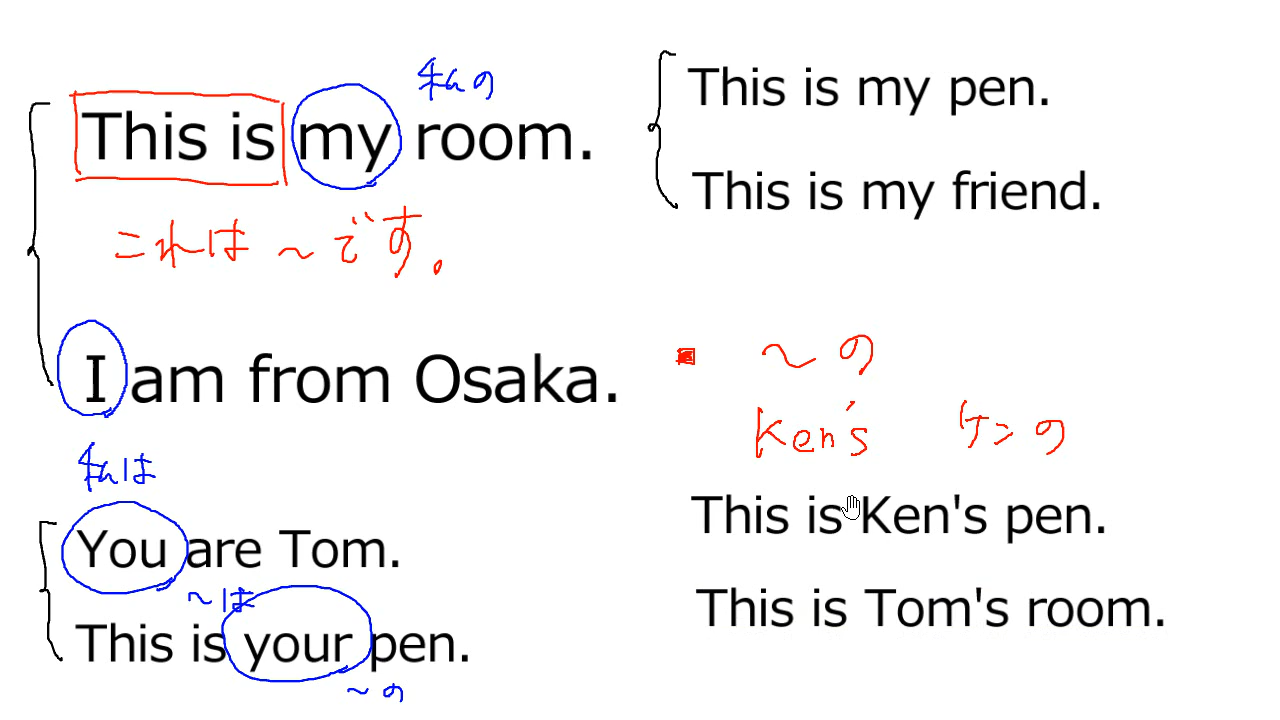 私の
This is my room.
これは ～です。
I am from Osaka.
私は
You are Tom.
～は
This is your pen.
～の
This is my pen.
This is my friend.
～の
Ken's ケンの
This is Ken's pen.
This is Tom's room.